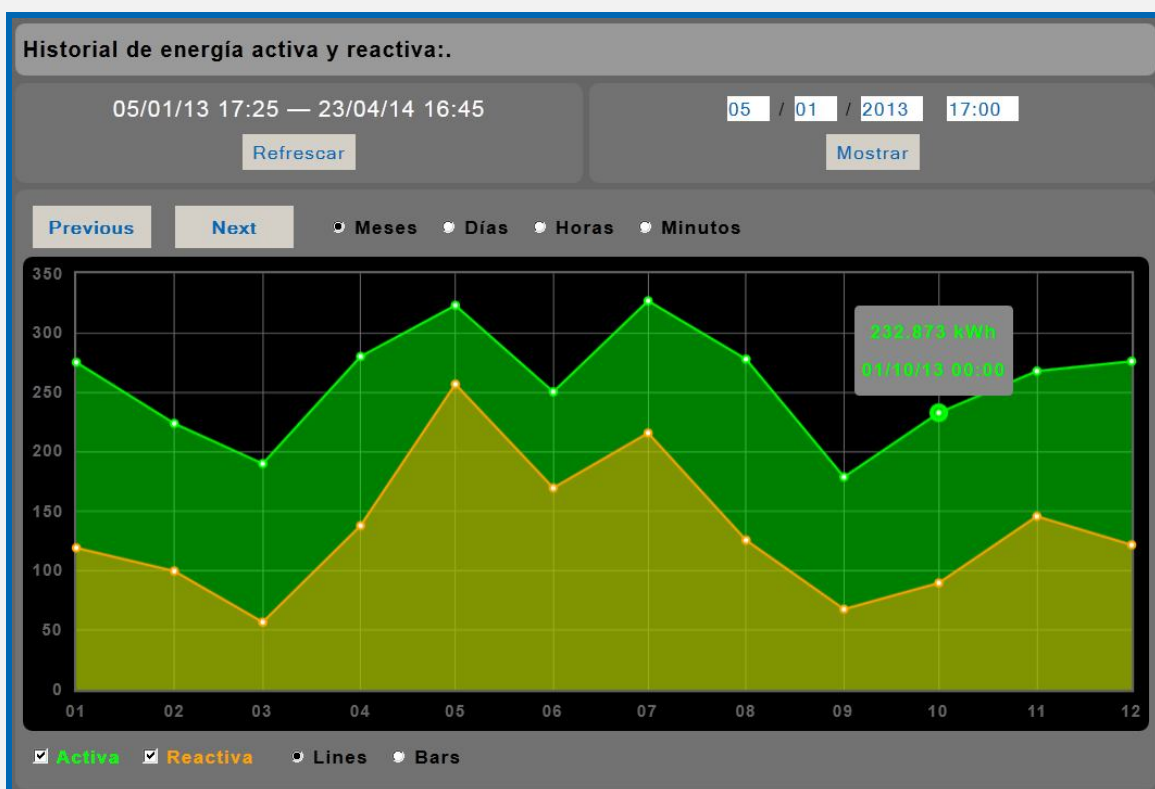 Historial de energía activa y reactiva:.
05/01/13 17:25 — 23/04/14 16:45
Refrescar
05 / 01 / 2013 17:00
Mostrar
Previous Next Meses Días Horas Minutos
350
300
250
200
150
100
50
0
232.873 kWh
01/10/13 00:00
01 02 03 04 05 06 07 08 09 10 11 12
Activa Reactiva Lines Bars